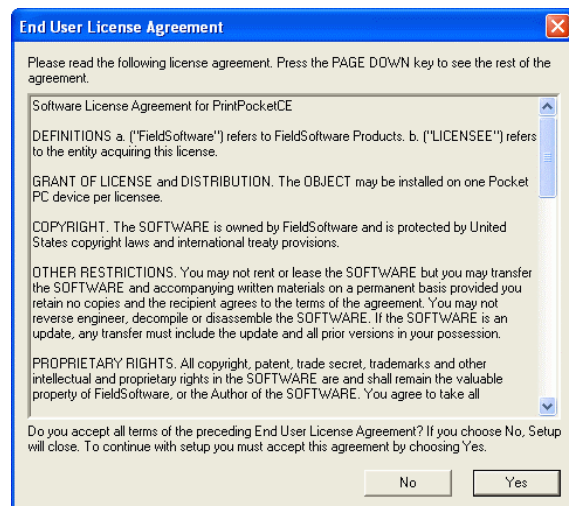 End User License Agreement
Please read the following license agreement. Press the PAGE DOWN key to see the rest of the
agreement.
Software License Agreement for PrintPocketCE
DEFINITIONS a. ("FieldSoftware") refers to FieldSoftware Products. b. ("LICENSEE") refers
to the entity acquiring this license.
GRANT OF LICENSE and DISTRIBUTION. The OBJECT may be installed on one Pocket
PC device per licensee.
COPYRIGHT. The SOFTWARE is owned by FieldSoftware and is protected by United
States copyright laws and international treaty provisions.
OTHER RESTRICTIONS. You may not rent or lease the SOFTWARE but you may transfer
the SOFTWARE and accompanying written materials on a permanent basis provided you
retain no copies and the recipient agrees to the terms of the agreement. You may not
reverse engineer, decompile or disassemble the SOFTWARE. If the SOFTWARE is an
update, any transfer must include the update and all prior versions in your possession.
PROPRIETARY RIGHTS. All copyright, patent, trade secret, trademarks and other
intellectual and proprietary rights in the SOFTWARE are and shall remain the valuable
property of FieldSoftware, or the Author of the SOFTWARE. You agree to take all
Do you accept all terms of the preceding End User License Agreement? If you choose No, Setup
will close. To continue with setup you must accept this agreement by choosing Yes.
No Yes